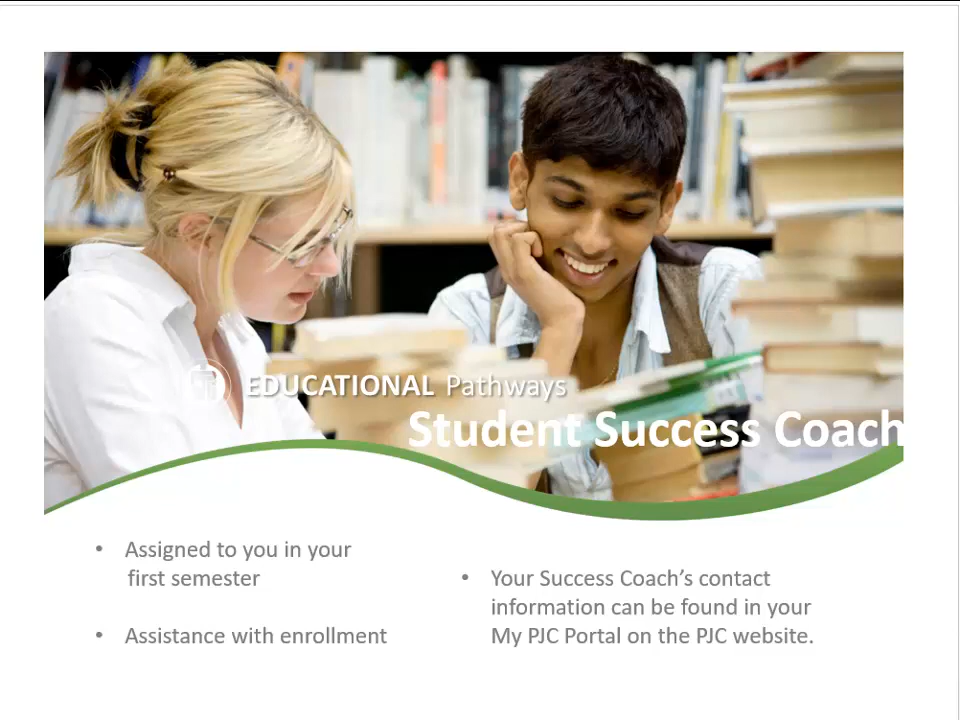 EDUCATIONAL Pathways
Student Success Coach
• Assigned to you in your
first semester
• Assistance with enrollment
• Your Success Coach’s contact
information can be found in your
My PJC Portal on the PJC website.